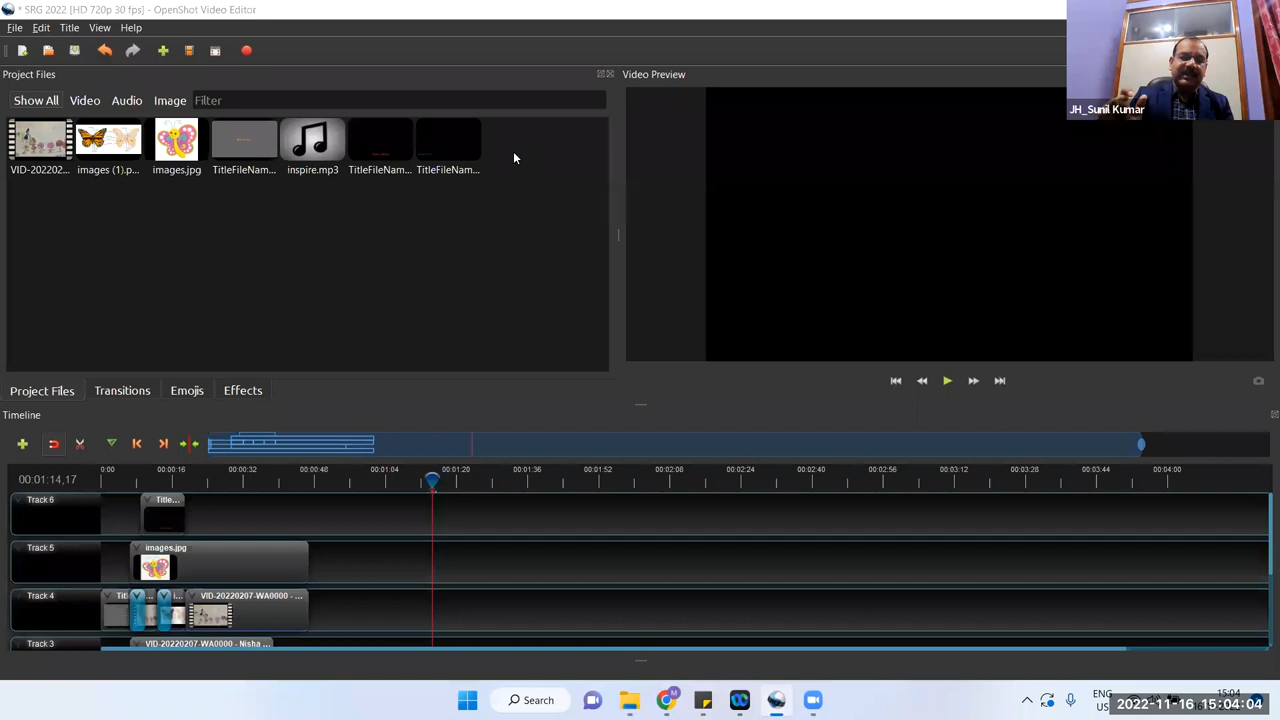 * SRG 2022 [HD 720p 30 fps] - OpenShot Video Editor
File Edit Title View Help
Project Files
Video Preview
JH_Sunil Kumar
Show All Video Audio Image Filter
VID-202202... images (1).p... images.jpg TitleFileNam... inspire.mp3 TitleFileNam... TitleFileNam...
Project Files Transitions Emojis Effects
Timeline
00:01:14,17
0:00 00:00:16 00:00:32 00:00:48 00:01:04 00:01:20 00:01:36 00:01:52 00:02:08 00:02:24 00:02:40 00:02:56 00:03:12 00:03:28 00:03:44 00:04:00
Track 6 Title...
Track 5 images.jpg
Track 4 VID-20220207-WA0000 - ...
Track 3 VID-20220207-WA0000 - Nisha ...
Search
ENG
US
15:04
2022-11-16 15:04:04